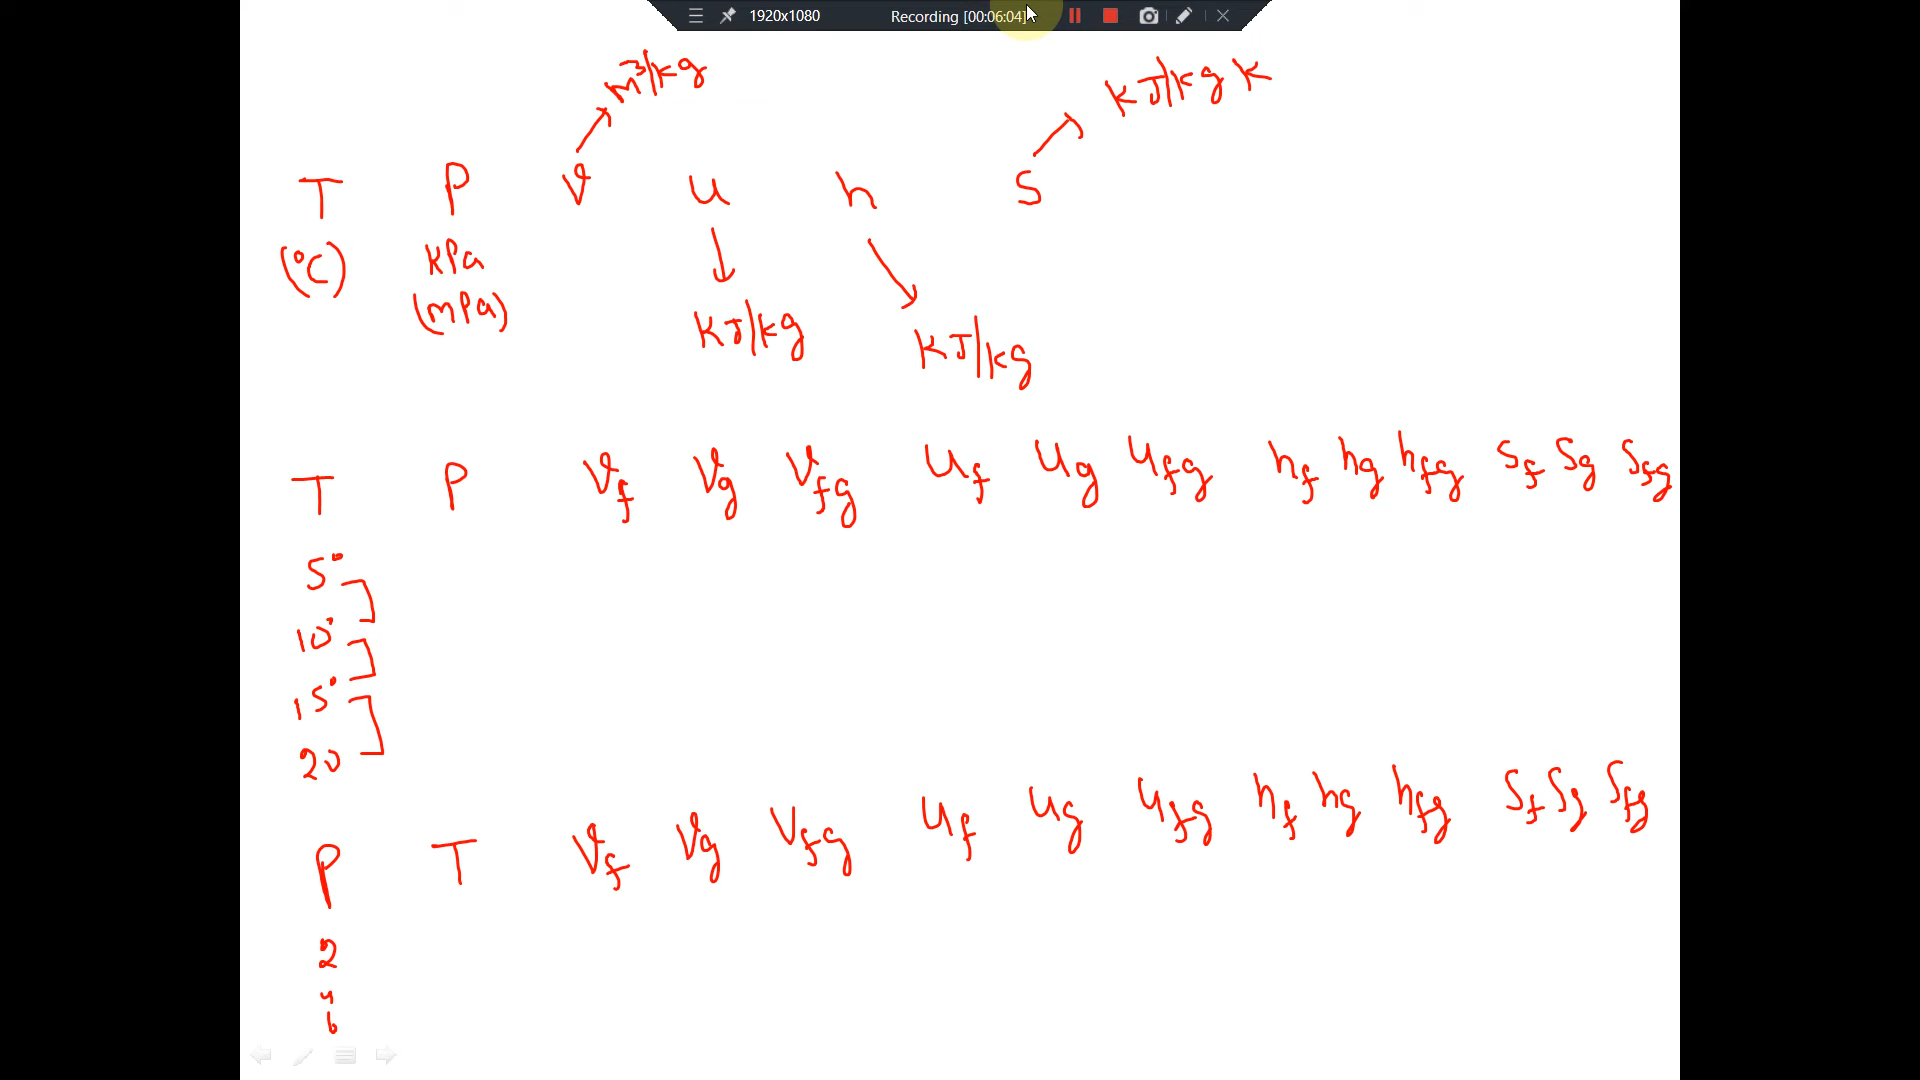 1920x1080 Recording [00:06:04]
m³/kg KJ/kg K
T P v u h s
(°C) kPa
(mPa)
KJ/kg KJ/kg
T P vf vg vfg uf ug ufg hf hg hfg sf sg sfg
5°
10°
15°
20
P T vf vg vfg uf ug ufg hf hg hfg sf sg sfg
2
4
6